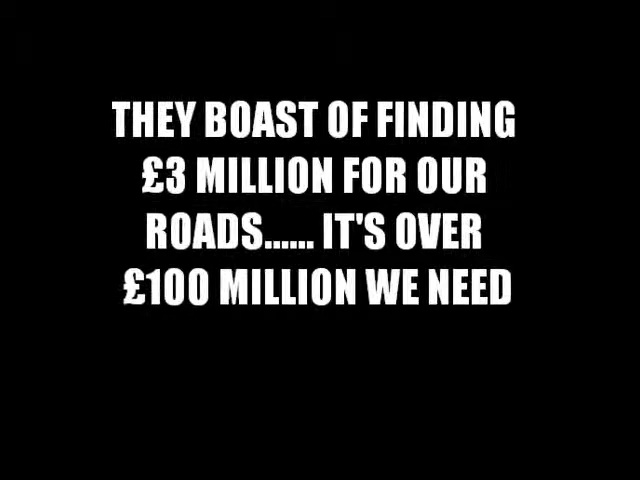 THEY BOAST OF FINDING
£3 MILLION FOR OUR
ROADS...... IT'S OVER
£100 MILLION WE NEED